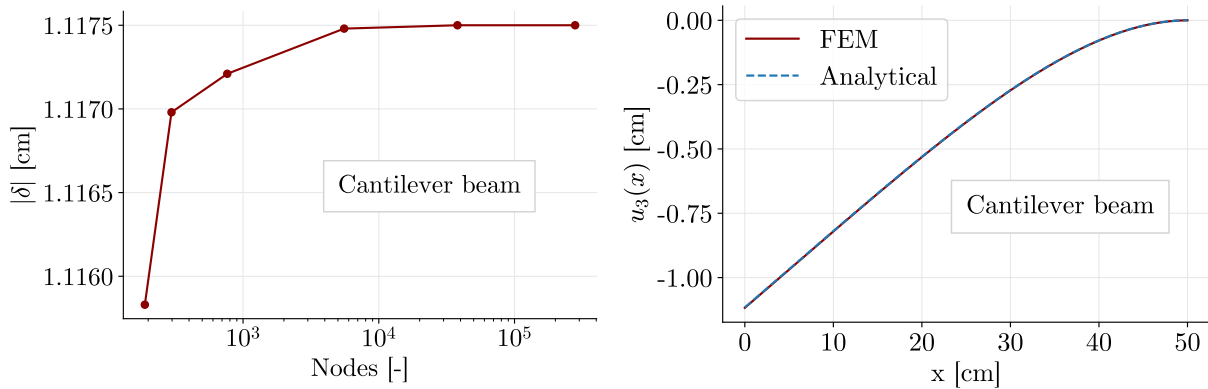 1.1175
1.1170
1.1165
1.1160
|δ| [cm]
Cantilever beam
10³
10⁴
10⁵
Nodes [-]
0.00
-0.25
-0.50
-0.75
-1.00
u₃(x) [cm]
FEM
Analytical
Cantilever beam
0
10
20
30
40
50
x [cm]